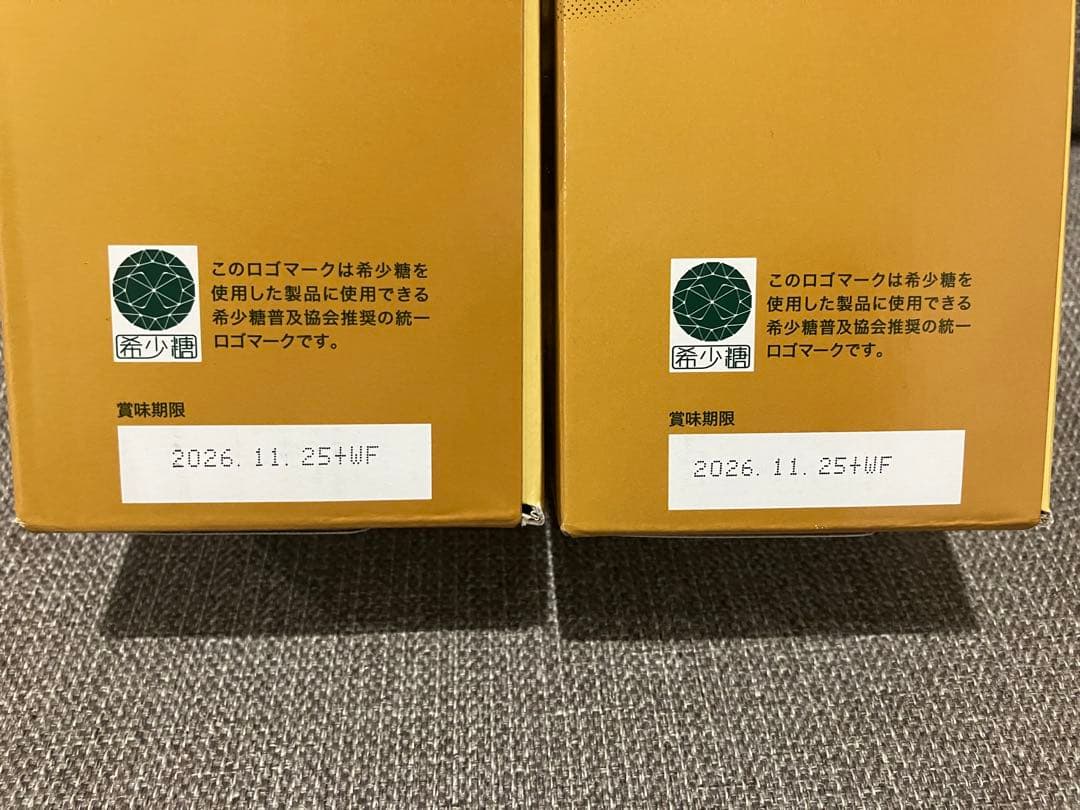 このロゴマークは希少糖を
使用した製品に使用できる
希少糖普及協会推奨の統一
ロゴマークです。
希少糖
賞味期限
2026.11.25+WF
このロゴマークは希少糖を
使用した製品に使用できる
希少糖普及協会推奨の統一
ロゴマークです。
希少糖
賞味期限
2026.11.25+WF